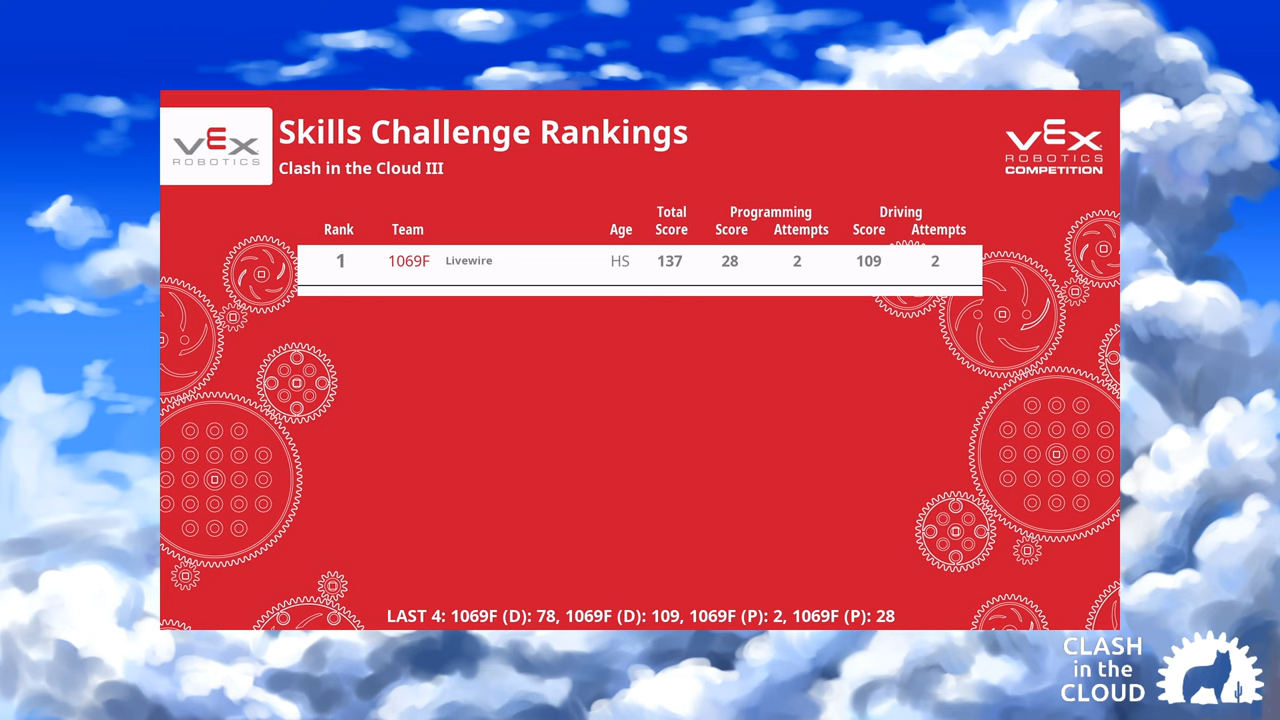 VEX
ROBOTICS
Skills Challenge Rankings
Clash in the Cloud III
VEX
ROBOTICS
COMPETITION
Total Programming Driving
Rank Team Age Score Score Attempts Score Attempts
1 1069F Livewire HS 137 28 2 109 2
LAST 4: 1069F (D): 78, 1069F (D): 109, 1069F (P): 2, 1069F (P): 28
CLASH
in the
CLOUD